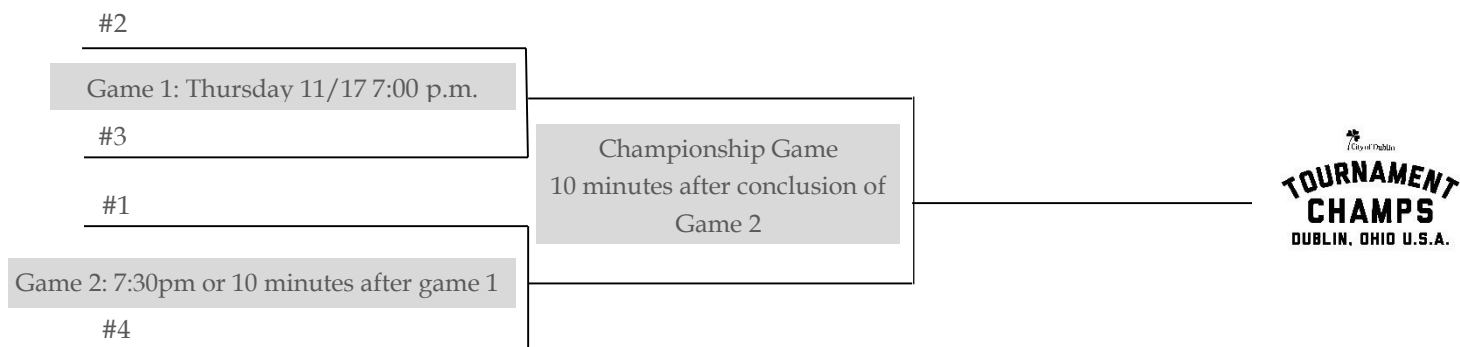 #2
Game 1: Thursday 11/17 7:00 p.m.
#3
#1
Game 2: 7:30pm or 10 minutes after game 1
#4
Championship Game
10 minutes after conclusion of
Game 2
City of Dublin
TOURNAMENT
CHAMPS
DUBLIN, OHIO U.S.A.